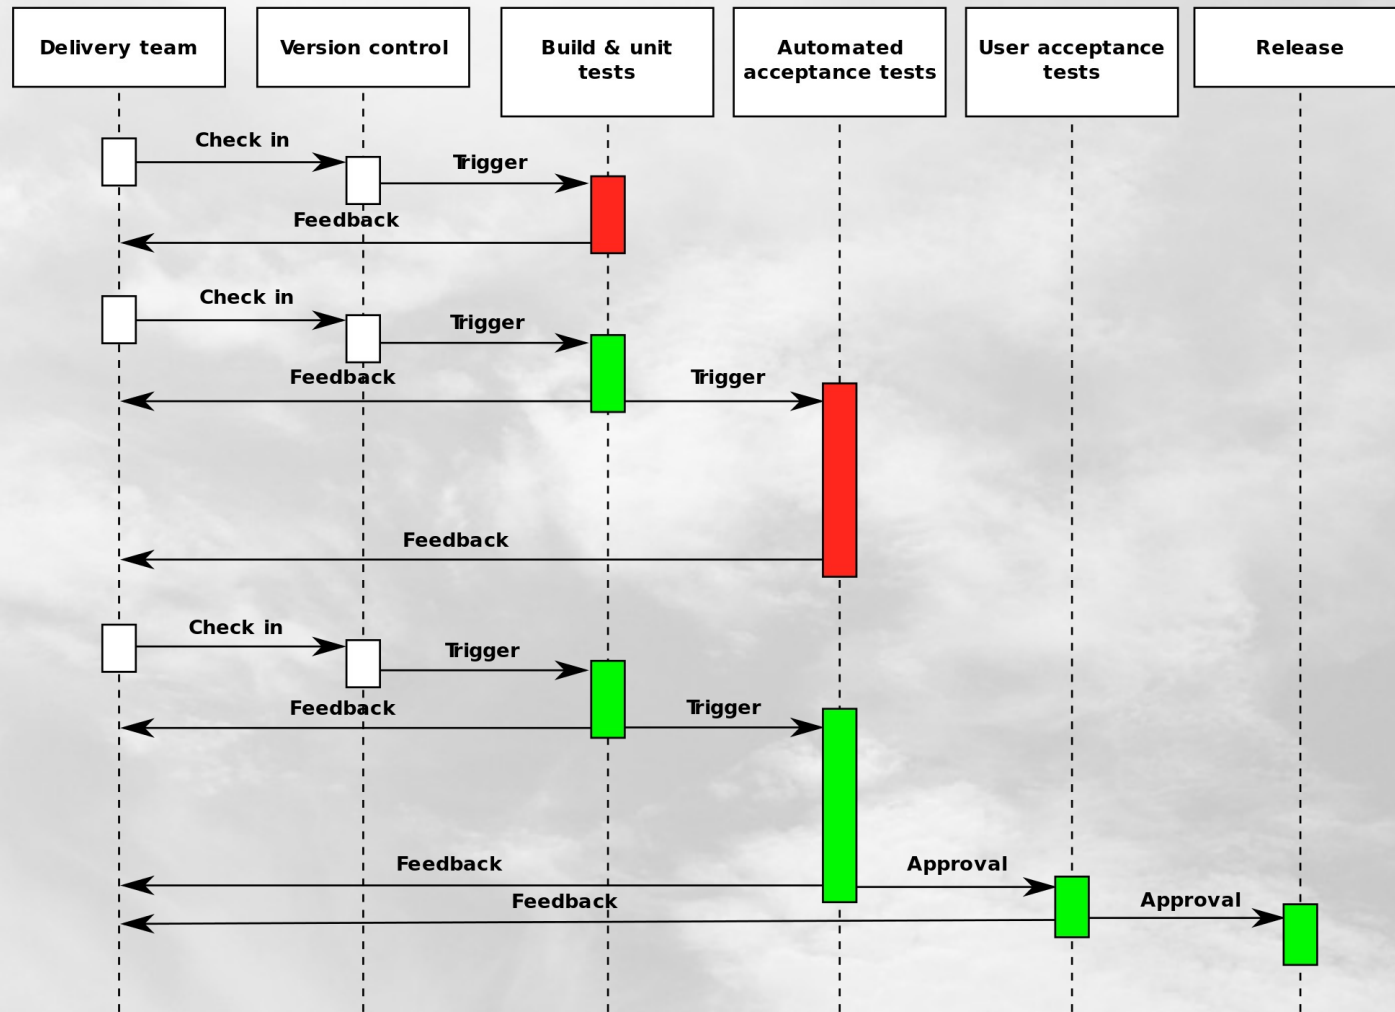 Delivery team
Version control
Build & unit
tests
Automated
acceptance tests
User acceptance
tests
Release
Check in
Trigger
Feedback
Check in
Trigger
Feedback
Trigger
Feedback
Check in
Trigger
Feedback
Trigger
Feedback
Approval
Feedback
Approval